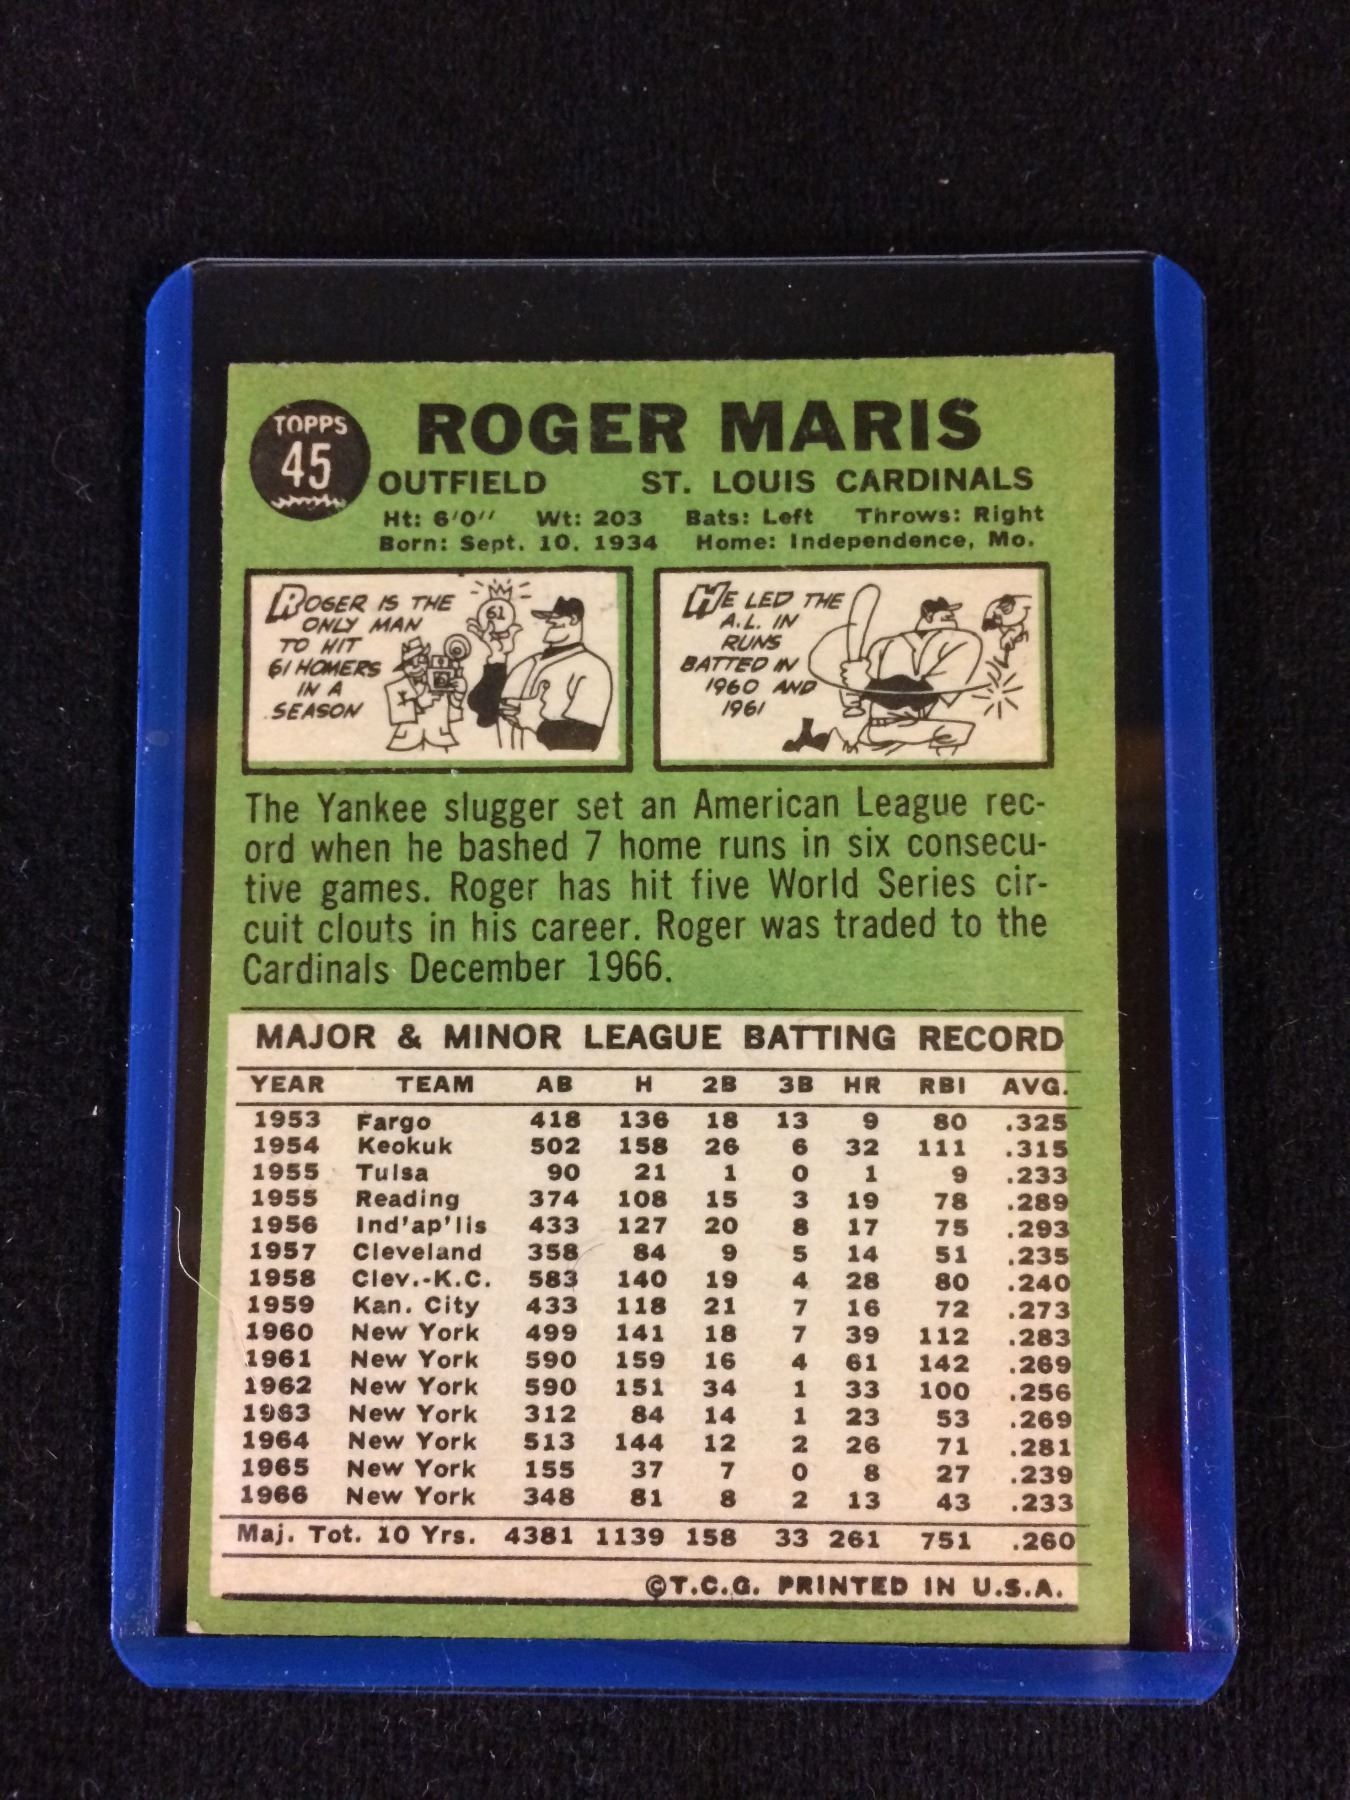 TOPPS
45
ROGER MARIS
OUTFIELD ST. LOUIS CARDINALS
Ht: 6'0" Wt: 203 Bats: Left Throws: Right
Born: Sept. 10, 1934 Home: Independence, Mo.
ROGER IS THE
ONLY MAN
TO HIT
61 HOMERS
IN A
SEASON
61
HE LED THE
A.L. IN
RUNS
BATTED IN
1960 AND
1961
The Yankee slugger set an American League rec-
ord when he bashed 7 home runs in six consecu-
tive games. Roger has hit five World Series cir-
cuit clouts in his career. Roger was traded to the
Cardinals December 1966.
MAJOR & MINOR LEAGUE BATTING RECORD
YEAR TEAM AB H 2B 3B HR RBI AVG.
1953 Fargo 418 136 18 13 9 80 .325
1954 Keokuk 502 158 26 6 32 111 .315
1955 Tulsa 90 21 1 0 1 9 .233
1955 Reading 374 108 15 3 19 78 .289
1956 Ind'ap'lis 433 127 20 8 17 75 .293
1957 Cleveland 358 84 9 5 14 51 .235
1958 Clev.-K.C. 583 140 19 4 28 80 .240
1959 Kan. City 433 118 21 7 16 72 .273
1960 New York 499 141 18 7 39 112 .283
1961 New York 590 159 16 4 61 142 .269
1962 New York 590 151 34 1 33 100 .256
1963 New York 312 84 14 1 23 53 .269
1964 New York 513 144 12 2 26 71 .281
1965 New York 155 37 7 0 8 27 .239
1966 New York 348 81 8 2 13 43 .233
Maj. Tot. 10 Yrs. 4381 1139 158 33 261 751 .260
©T.C.G. PRINTED IN U.S.A.